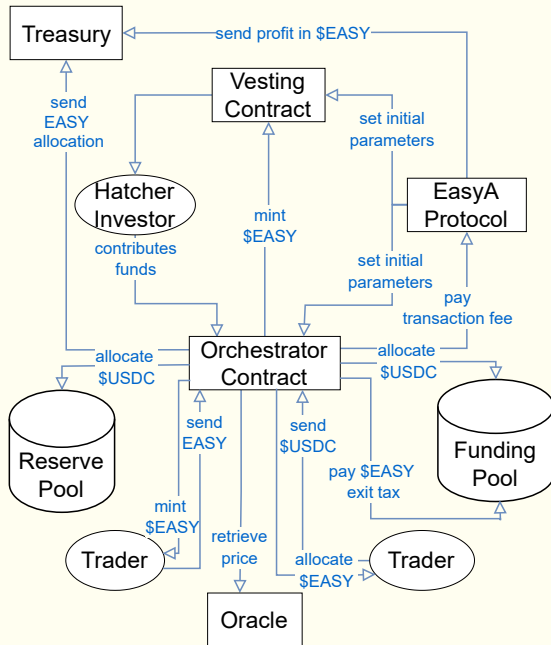 Treasury
send profit in $EASY
send
EASY
allocation
Vesting
Contract
set initial
parameters
Hatcher
Investor
EasyA
Protocol
mint
$EASY
contributes
funds
set initial
parameters
pay
transaction fee
allocate
$USDC
Orchestrator
Contract
allocate
$USDC
Reserve
Pool
send
EASY
send
$USDC
Funding
Pool
pay $EASY
exit tax
mint
$EASY
retrieve
price
allocate
$EASY
Trader
Trader
Oracle